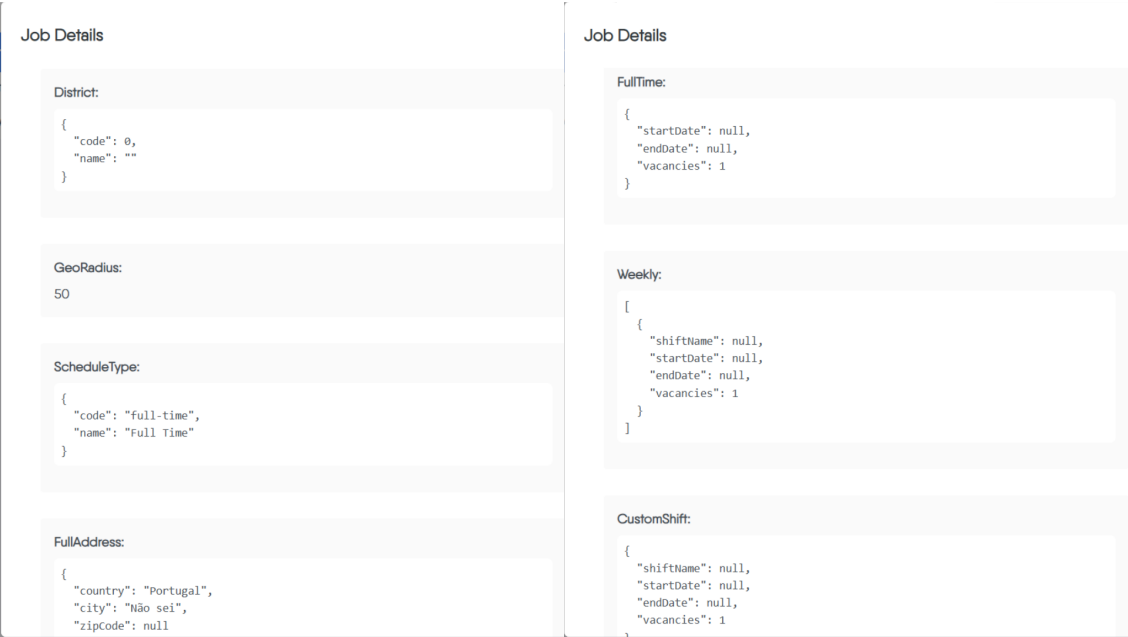 Job Details
District:
{
"code": 0,
"name": ""
}
GeoRadius:
50
ScheduleType:
{
"code": "full-time",
"name": "Full Time"
}
FullAddress:
{
"country": "Portugal",
"city": "Não sei",
"zipCode": null
Job Details
FullTime:
{
"startDate": null,
"endDate": null,
"vacancies": 1
}
Weekly:
[
{
"shiftName": null,
"startDate": null,
"endDate": null,
"vacancies": 1
}
]
CustomShift:
{
"shiftName": null,
"startDate": null,
"endDate": null,
"vacancies": 1
}